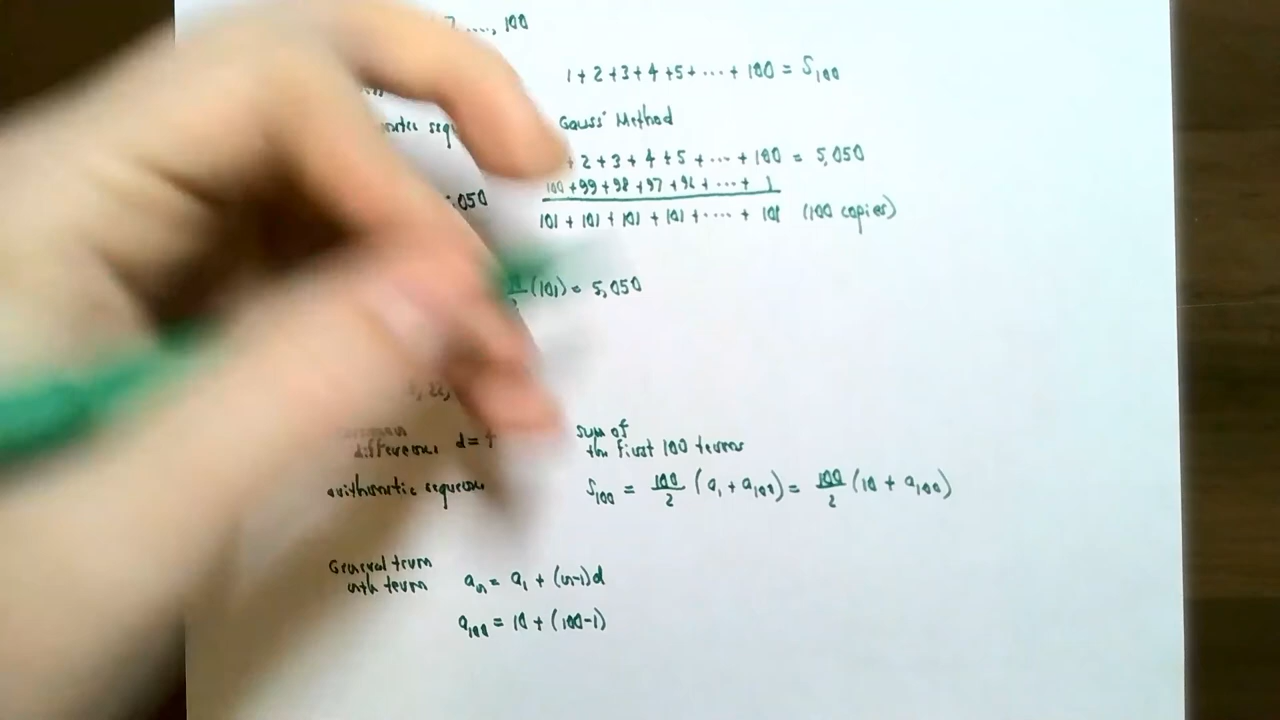 ..., 100
1 + 2 + 3 + 4 + 5 + ... + 100 = S₁₀₀
Gauss' Method
+ 2 + 3 + 4 + 5 + ... + 100 = 5,050
100 + 99 + 98 + 97 + 96 + ... + 1
050
101 + 101 + 101 + 101 + .... + 101 (100 copies)
(101) = 5,050
22,
difference d =
sum of
the first 100 terms
arithmetic sequence
S₁₀₀ = 100/2 (a₁ + a₁₀₀) = 100/2 (10 + a₁₀₀)
General term
nth term
aₙ = a₁ + (n-1)d
a₁₀₀ = 10 + (100-1)